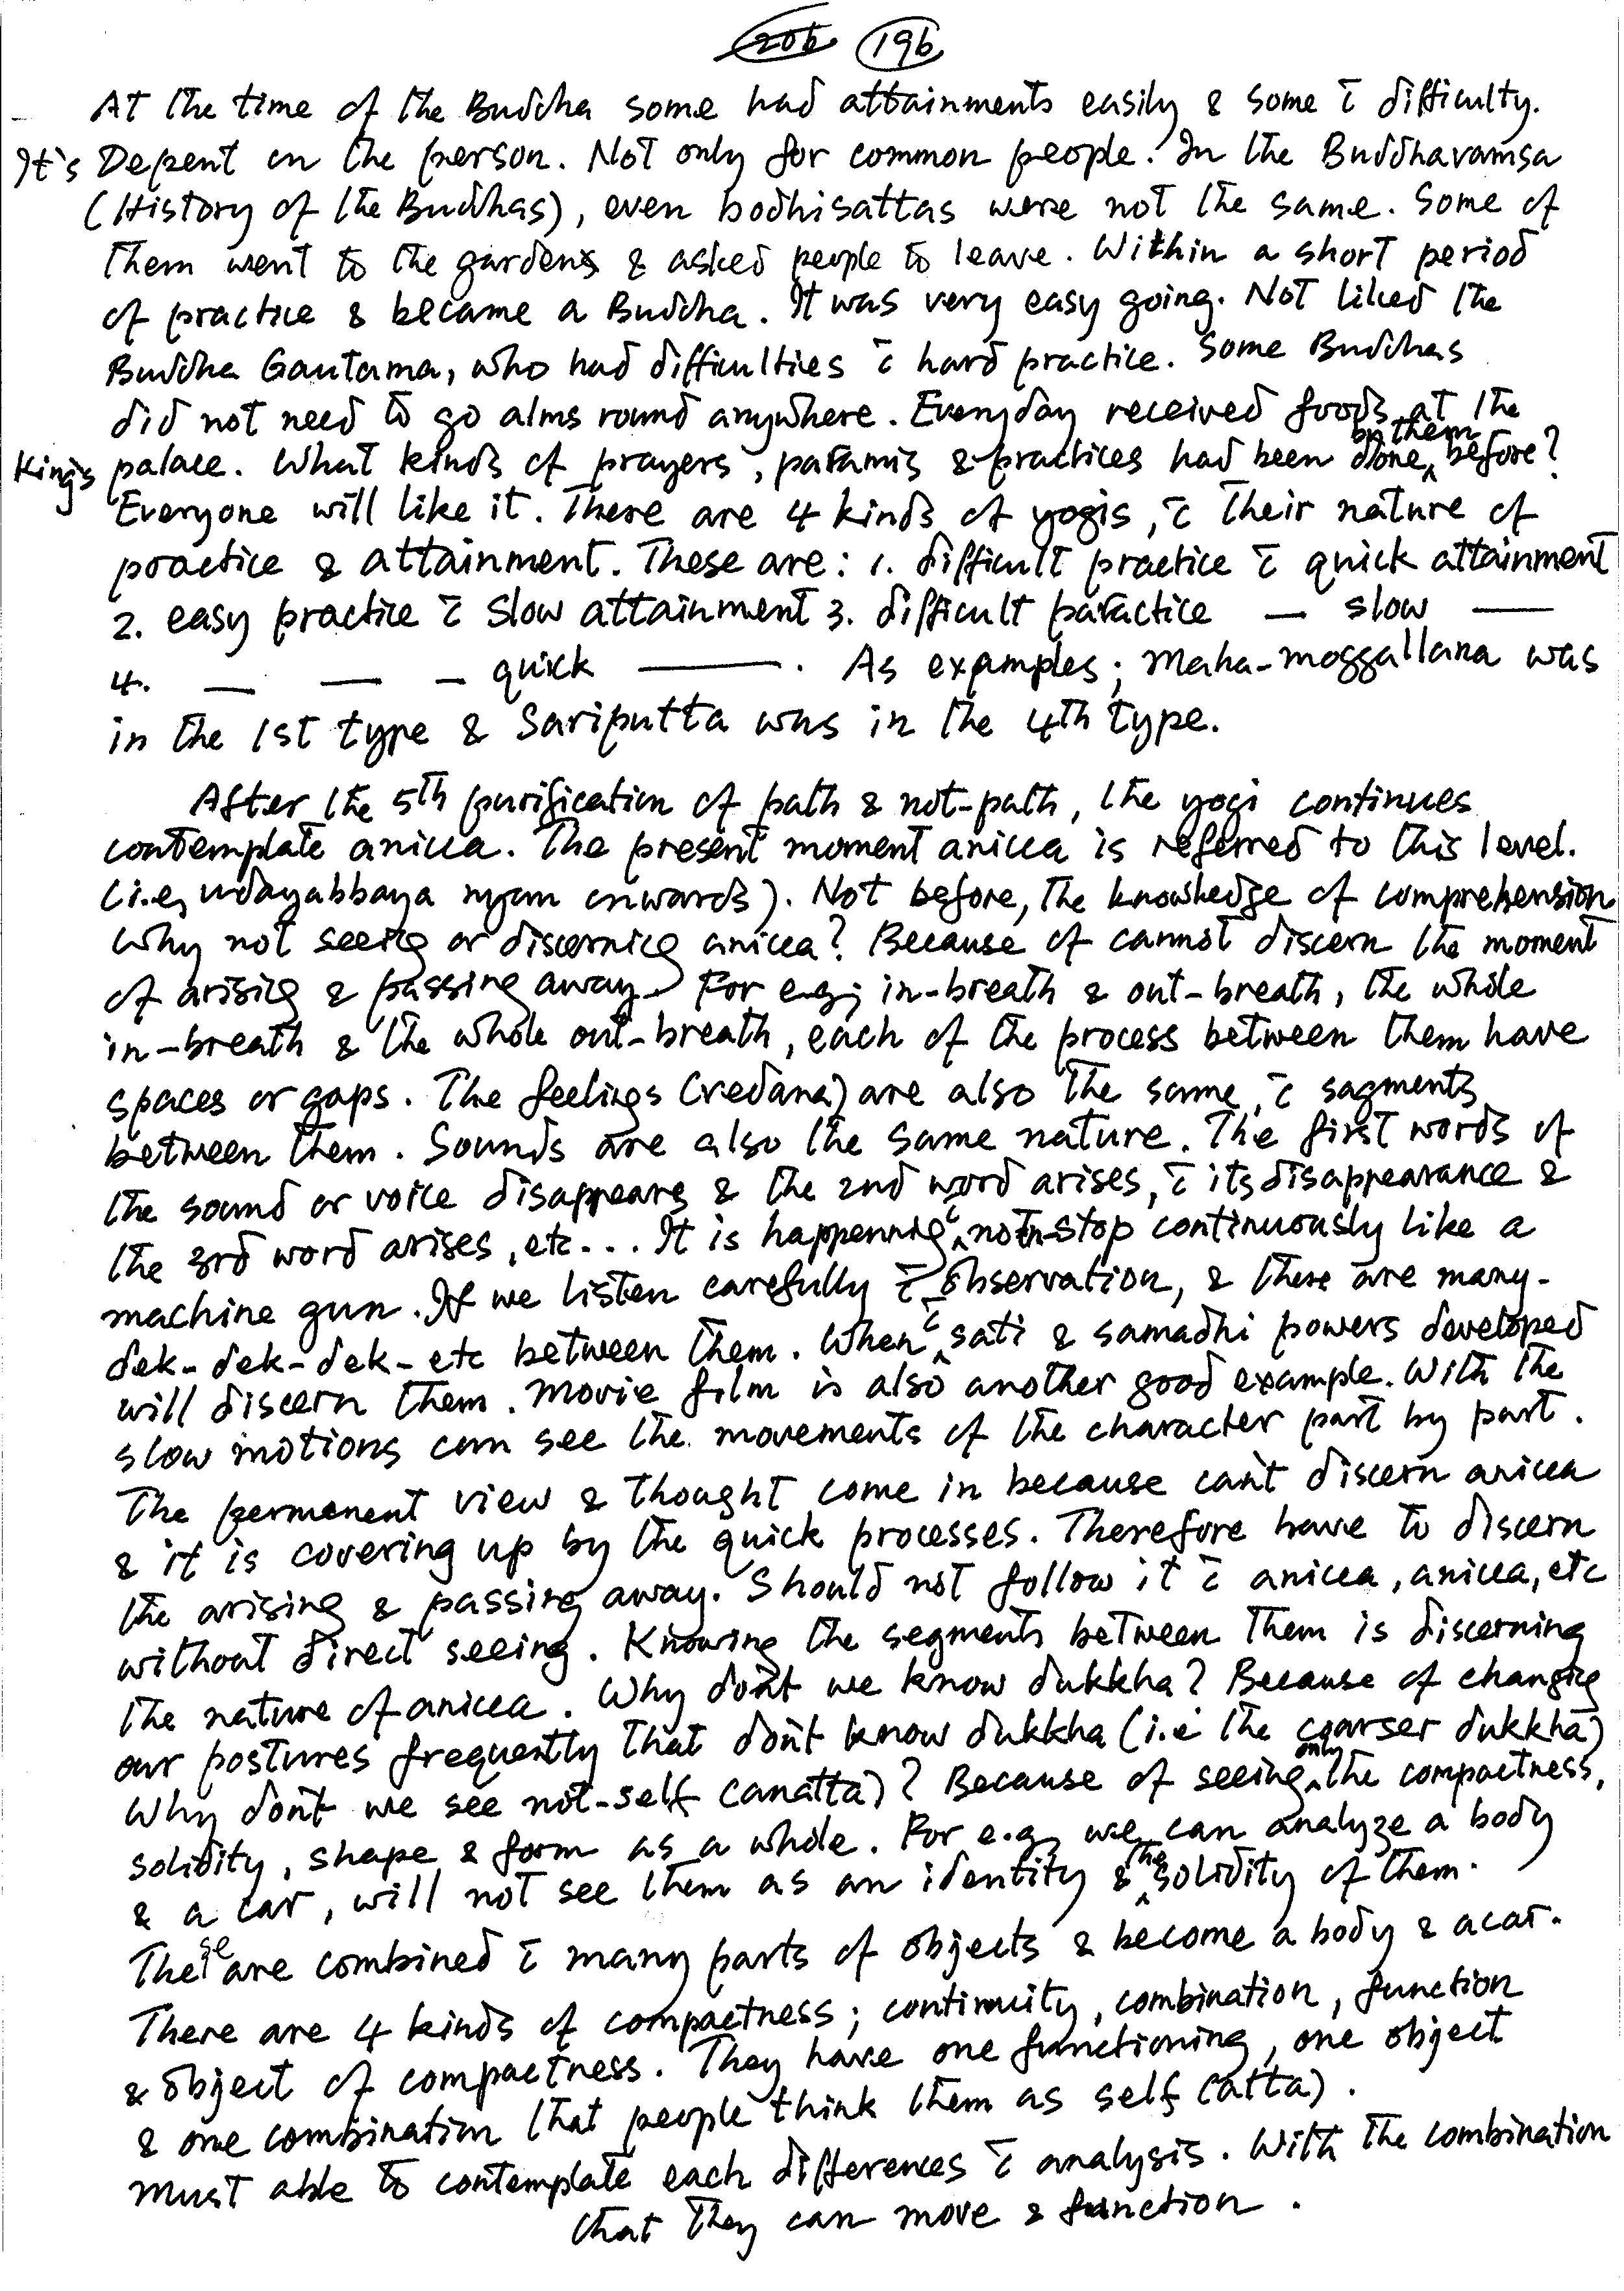 20b 196
At the time of the Buddha some had attainments easily & some c̄ difficulty.
It's Depent on the person. Not only for common people. In the Buddhavamsa
(History of the Buddhas), even bodhisattas were not the same. Some of
them went to the gardens & asked people to leave. Within a short period
of practice & became a Buddha. It was very easy going. Not liked the
Buddha Gautama, who had difficulties c̄ hard practice. Some Buddhas
did not need to go alms round anywhere. Everyday received foods at the
King's palace. What kinds of prayers, paramis & practices had been done by them before?
Everyone will like it. There are 4 kinds of yogis, c̄ their nature of
practice & attainment. These are: 1. difficult practice c̄ quick attainment
2. easy practice c̄ slow attainment 3. difficult paractice — slow —
4. — — — quick —. As examples; Maha-moggallana was
in the 1st type & Sariputta was in the 4th type.
After the 5th purification of path & not-path, the yogi continues
contemplate anicca. The present moment anicca is referred to this level.
(i.e, udayabbaya nyan onwards). Not before, the knowledge of comprehension
Why not seeing or discerning anicca? Because of cannot discern the moment
of arising & passing away. For e.g; in-breath & out-breath, the whole
in-breath & the whole out-breath, each of the process between them have
spaces or gaps. The feelings (vedana) are also the same, c̄ sagments
between them. Sounds are also the same nature. The first words of
the sound or voice disappears & the 2nd word arises, c̄ its disappearance &
the 3rd word arises, etc... It is happenning c̄ non-stop continuously like a
machine gun. If we listen carefully c̄ observation, & there are many-
dek-dek-dek-etc between them. When c̄ sati & samadhi powers developed
will discern them. Movie film is also another good example. With the
slow motions can see the movements of the character part by part.
The permanent view & thought come in because can't discern anicca
& it is covering up by the quick processes. Therefore have to discern
the arising & passing away. Should not follow it c̄ anicca, anicca, etc
without direct seeing. Knowing the segments between them is discerning
the nature of anicca. Why don't we know dukkha? Because of changing
our postures frequently that don't know dukkha (i.e the coarser dukkha)
Why don't we see not-self (anatta)? Because of seeing only the compactness,
solidity, shape & form as a whole. For e.g, we can analyze a body
& a car, will not see them as an identity & the solidity of them.
These are combined c̄ many parts of objects & become a body & a car.
There are 4 kinds of compactness; continuity, combination, function
& object of compactness. They have one functioning, one object
& one combination that people think them as self (atta).
Must able to contemplate each differences c̄ analysis. With the combination
that they can move & function.